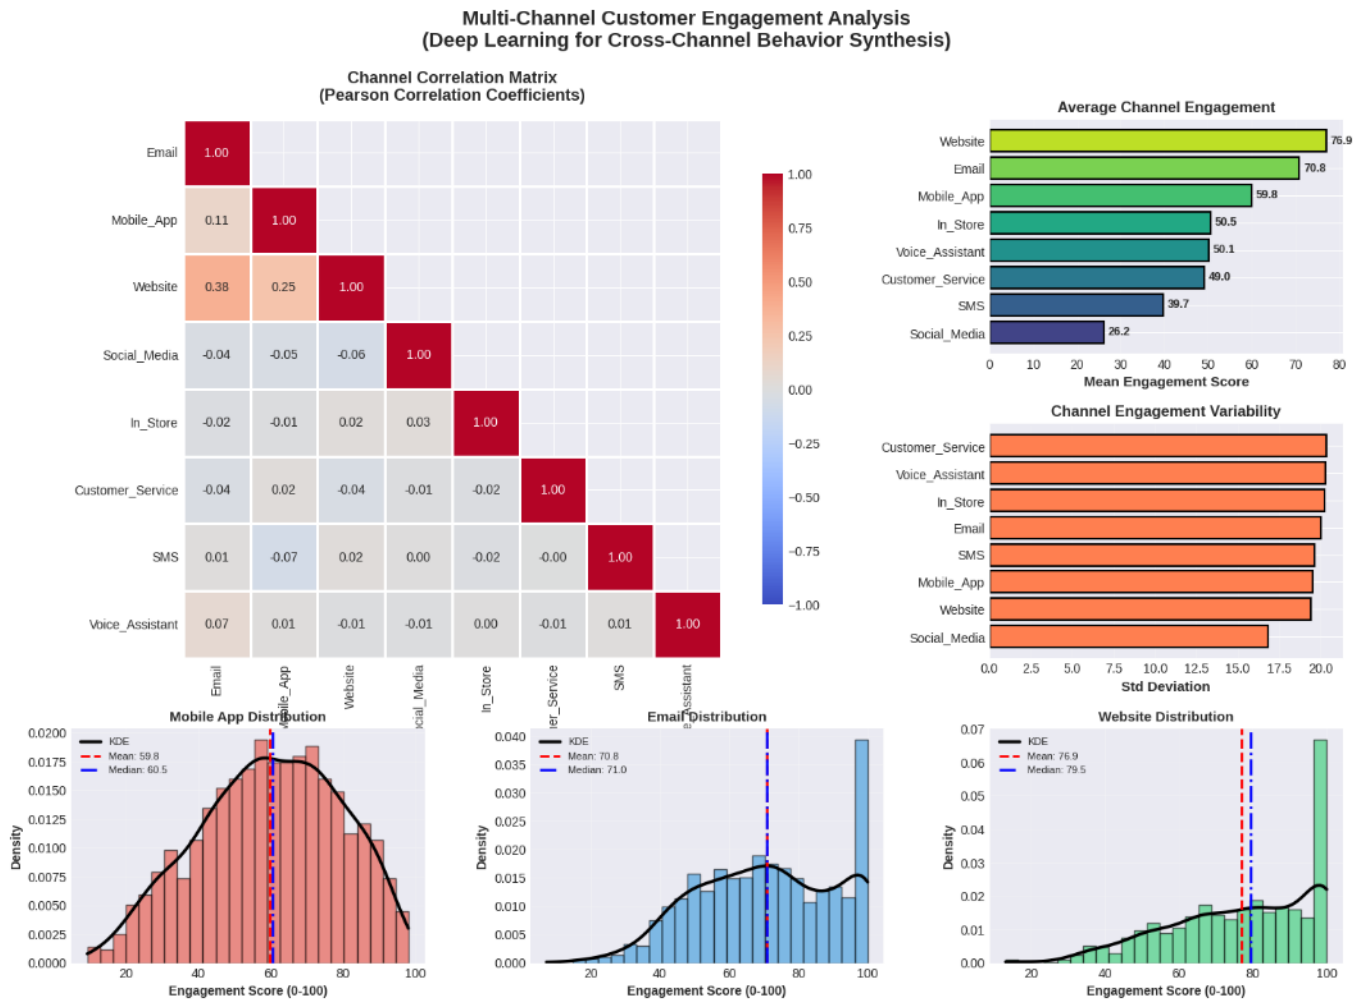 Multi-Channel Customer Engagement Analysis
(Deep Learning for Cross-Channel Behavior Synthesis)
Channel Correlation Matrix
(Pearson Correlation Coefficients)
Email
1.00
Mobile_App
0.11 1.00
Website
0.38 0.25 1.00
Social_Media
-0.04 -0.05 -0.06 1.00
In_Store
-0.02 -0.01 0.02 0.03 1.00
Customer_Service
-0.04 0.02 -0.04 -0.01 -0.02 1.00
SMS
0.01 -0.07 0.02 0.00 -0.02 -0.00 1.00
Voice_Assistant
0.07 0.01 -0.01 -0.01 0.00 -0.01 0.01 1.00
Email
Mobile_App
Website
cial_Media
In_Store
er_Service
SMS
e_Assistant
1.00
0.75
0.50
0.25
0.00
−0.25
−0.50
−0.75
−1.00
Average Channel Engagement
Website 76.9
Email 70.8
Mobile_App 59.8
In_Store 50.5
Voice_Assistant 50.1
Customer_Service 49.0
SMS 39.7
Social_Media 26.2
0 10 20 30 40 50 60 70 80
Mean Engagement Score
Channel Engagement Variability
Customer_Service
Voice_Assistant
In_Store
Email
SMS
Mobile_App
Website
Social_Media
0.0 2.5 5.0 7.5 10.0 12.5 15.0 17.5 20.0
Std Deviation
Mobile App Distribution
KDE
Mean: 59.8
Median: 60.5
Density
0.0200
0.0175
0.0150
0.0125
0.0100
0.0075
0.0050
0.0025
0.0000
20 40 60 80 100
Engagement Score (0-100)
Email Distribution
KDE
Mean: 70.8
Median: 71.0
Density
0.040
0.035
0.030
0.025
0.020
0.015
0.010
0.005
0.000
20 40 60 80 100
Engagement Score (0-100)
Website Distribution
KDE
Mean: 76.9
Median: 79.5
Density
0.07
0.06
0.05
0.04
0.03
0.02
0.01
0.00
20 40 60 80 100
Engagement Score (0-100)